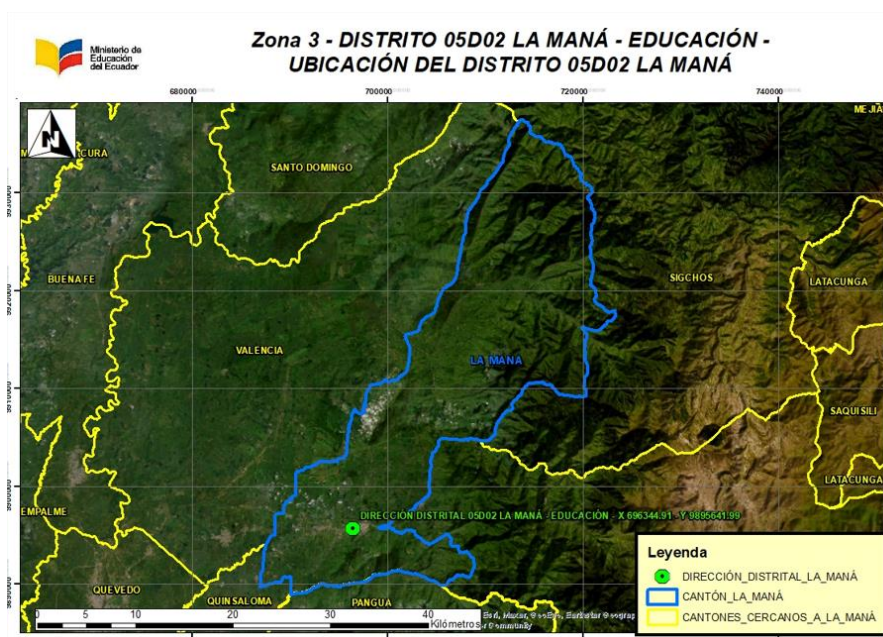 Ministerio de
Educación
del Ecuador
Zona 3 - DISTRITO 05D02 LA MANÁ - EDUCACIÓN -
UBICACIÓN DEL DISTRITO 05D02 LA MANÁ
680000
700000
720000
740000
N
MEJIA
CURA
SANTO DOMINGO
BUENA FE
SIGCHOS
LATACUNGA
VALENCIA
LA MANA
SAQUISILI
LATACUNGA
EMPALME
DIRECCIÓN DISTRITAL 05D02 LA MANÁ - EDUCACIÓN - X 696344.91 - Y 9895641.99
QUEVEDO
QUINSALOMA
PANGUA
0 5 10 20 30 40
Kilómetros
Leyenda
DIRECCIÓN_DISTRITAL_LA_MANÁ
CANTÓN_LA_MANÁ
CANTONES_CERCANOS_A_LA_MANÁ